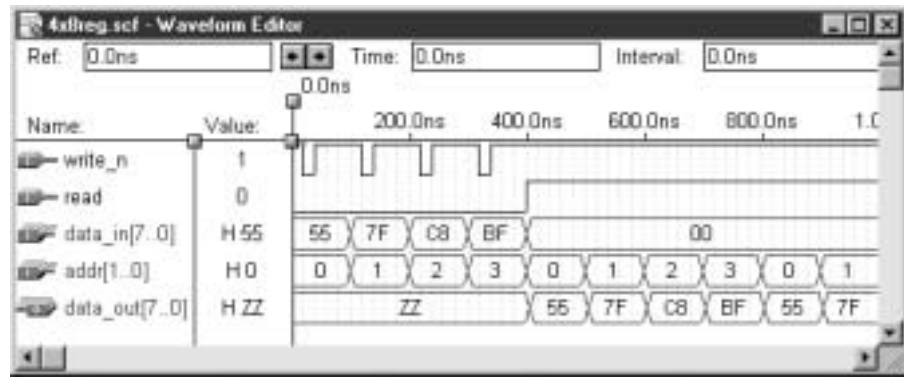 4x8reg.scf - Waveform Editor
Ref: 0.0ns Time: 0.0ns Interval: 0.0ns
0.0ns
Name: Value: 200.0ns 400.0ns 600.0ns 800.0ns 1.0
write_n 1
read 0
data_in[7..0] H 55 55 7F C8 BF 00
addr[1..0] H 0 0 1 2 3 0 1 2 3 0 1
data_out[7..0] H ZZ ZZ 55 7F C8 BF 55 7F